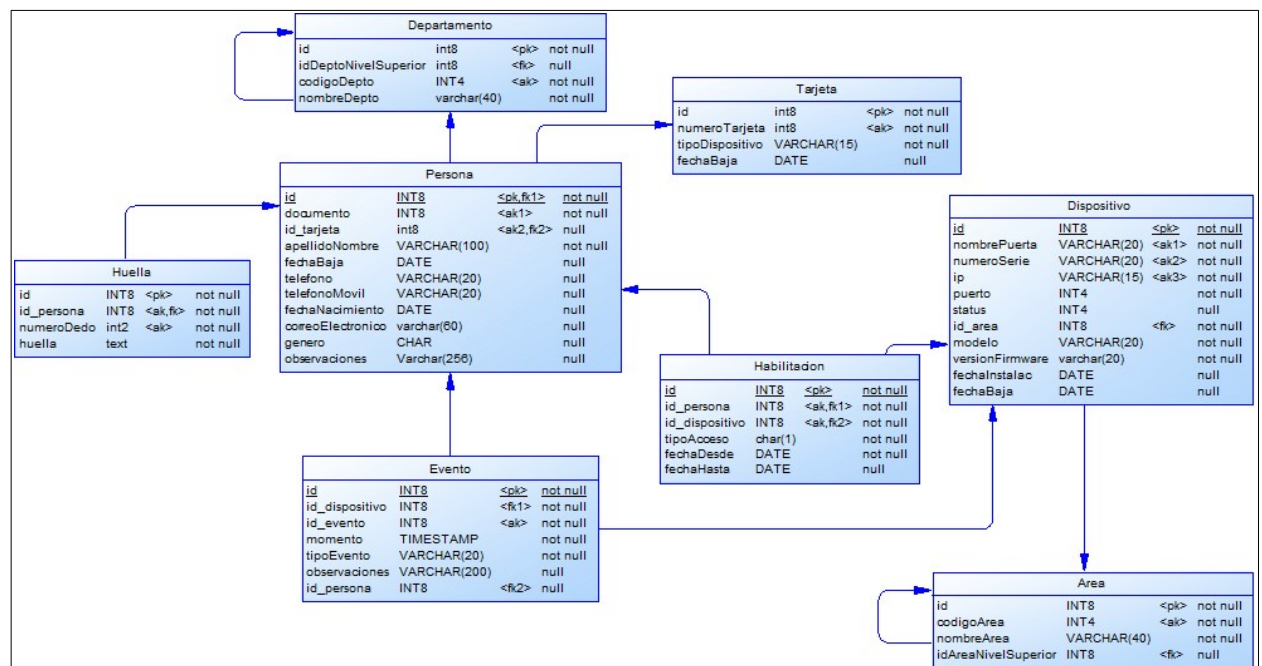 Departamento
id int8 <pk> not null
idDeptoNivelSuperior int8 <fk> null
codigoDepto INT4 <ak> not null
nombreDepto varchar(40) not null
Tarjeta
id int8 <pk> not null
numeroTarjeta int8 <ak> not null
tipoDispositivo VARCHAR(15) not null
fechaBaja DATE null
Persona
id INT8 <pk,fk1> not null
documento INT8 <ak1> not null
id_tarjeta int8 <ak2,fk2> null
apellidoNombre VARCHAR(100) not null
fechaBaja DATE null
telefono VARCHAR(20) null
telefonoMovil VARCHAR(20) null
fechaNacimiento DATE null
correoElectronico varchar(60) null
genero CHAR null
observaciones Varchar(256) null
Dispositivo
id INT8 <pk> not null
nombrePuerta VARCHAR(20) <ak1> not null
numeroSerie VARCHAR(20) <ak2> not null
ip VARCHAR(15) <ak3> not null
puerto INT4 not null
status INT4 null
id_area INT8 <fk> not null
modelo VARCHAR(20) not null
versionFirmware varchar(20) not null
fechaInstalac DATE null
fechaBaja DATE null
Huella
id INT8 <pk> not null
id_persona INT8 <ak,fk> not null
numeroDedo int2 <ak> not null
huella text not null
Habilitacion
id INT8 <pk> not null
id_persona INT8 <ak,fk1> not null
id_dispositivo INT8 <ak,fk2> not null
tipoAcceso char(1) not null
fechaDesde DATE not null
fechaHasta DATE null
Evento
id INT8 <pk> not null
id_dispositivo INT8 <fk1> not null
id_evento INT8 <ak> not null
momento TIMESTAMP not null
tipoEvento VARCHAR(20) not null
observaciones VARCHAR(200) null
id_persona INT8 <fk2> null
Area
id INT8 <pk> not null
codigoArea INT4 <ak> not null
nombreArea VARCHAR(40) not null
idAreaNivelSuperior INT8 <fk> null